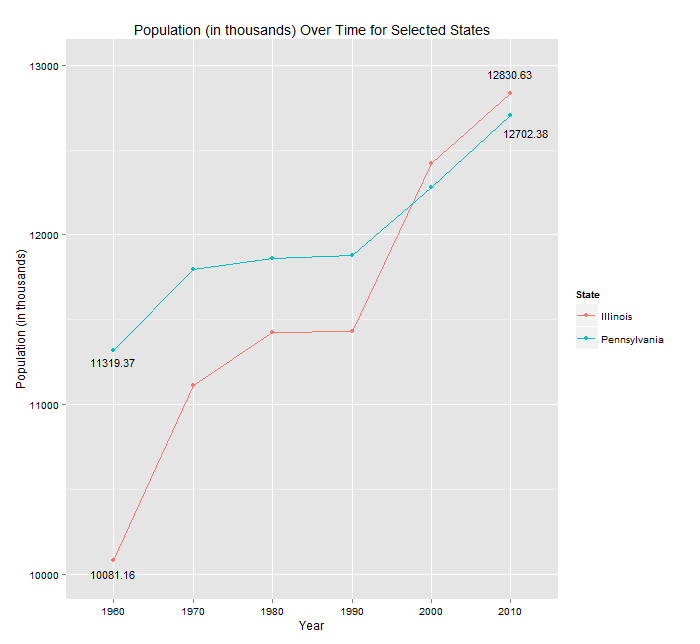 Population (in thousands) Over Time for Selected States
Population (in thousands)
13000
12000
11000
10000
12830.63
12702.38
11319.37
10081.16
1960 1970 1980 1990 2000 2010
Year
State
Illinois
Pennsylvania